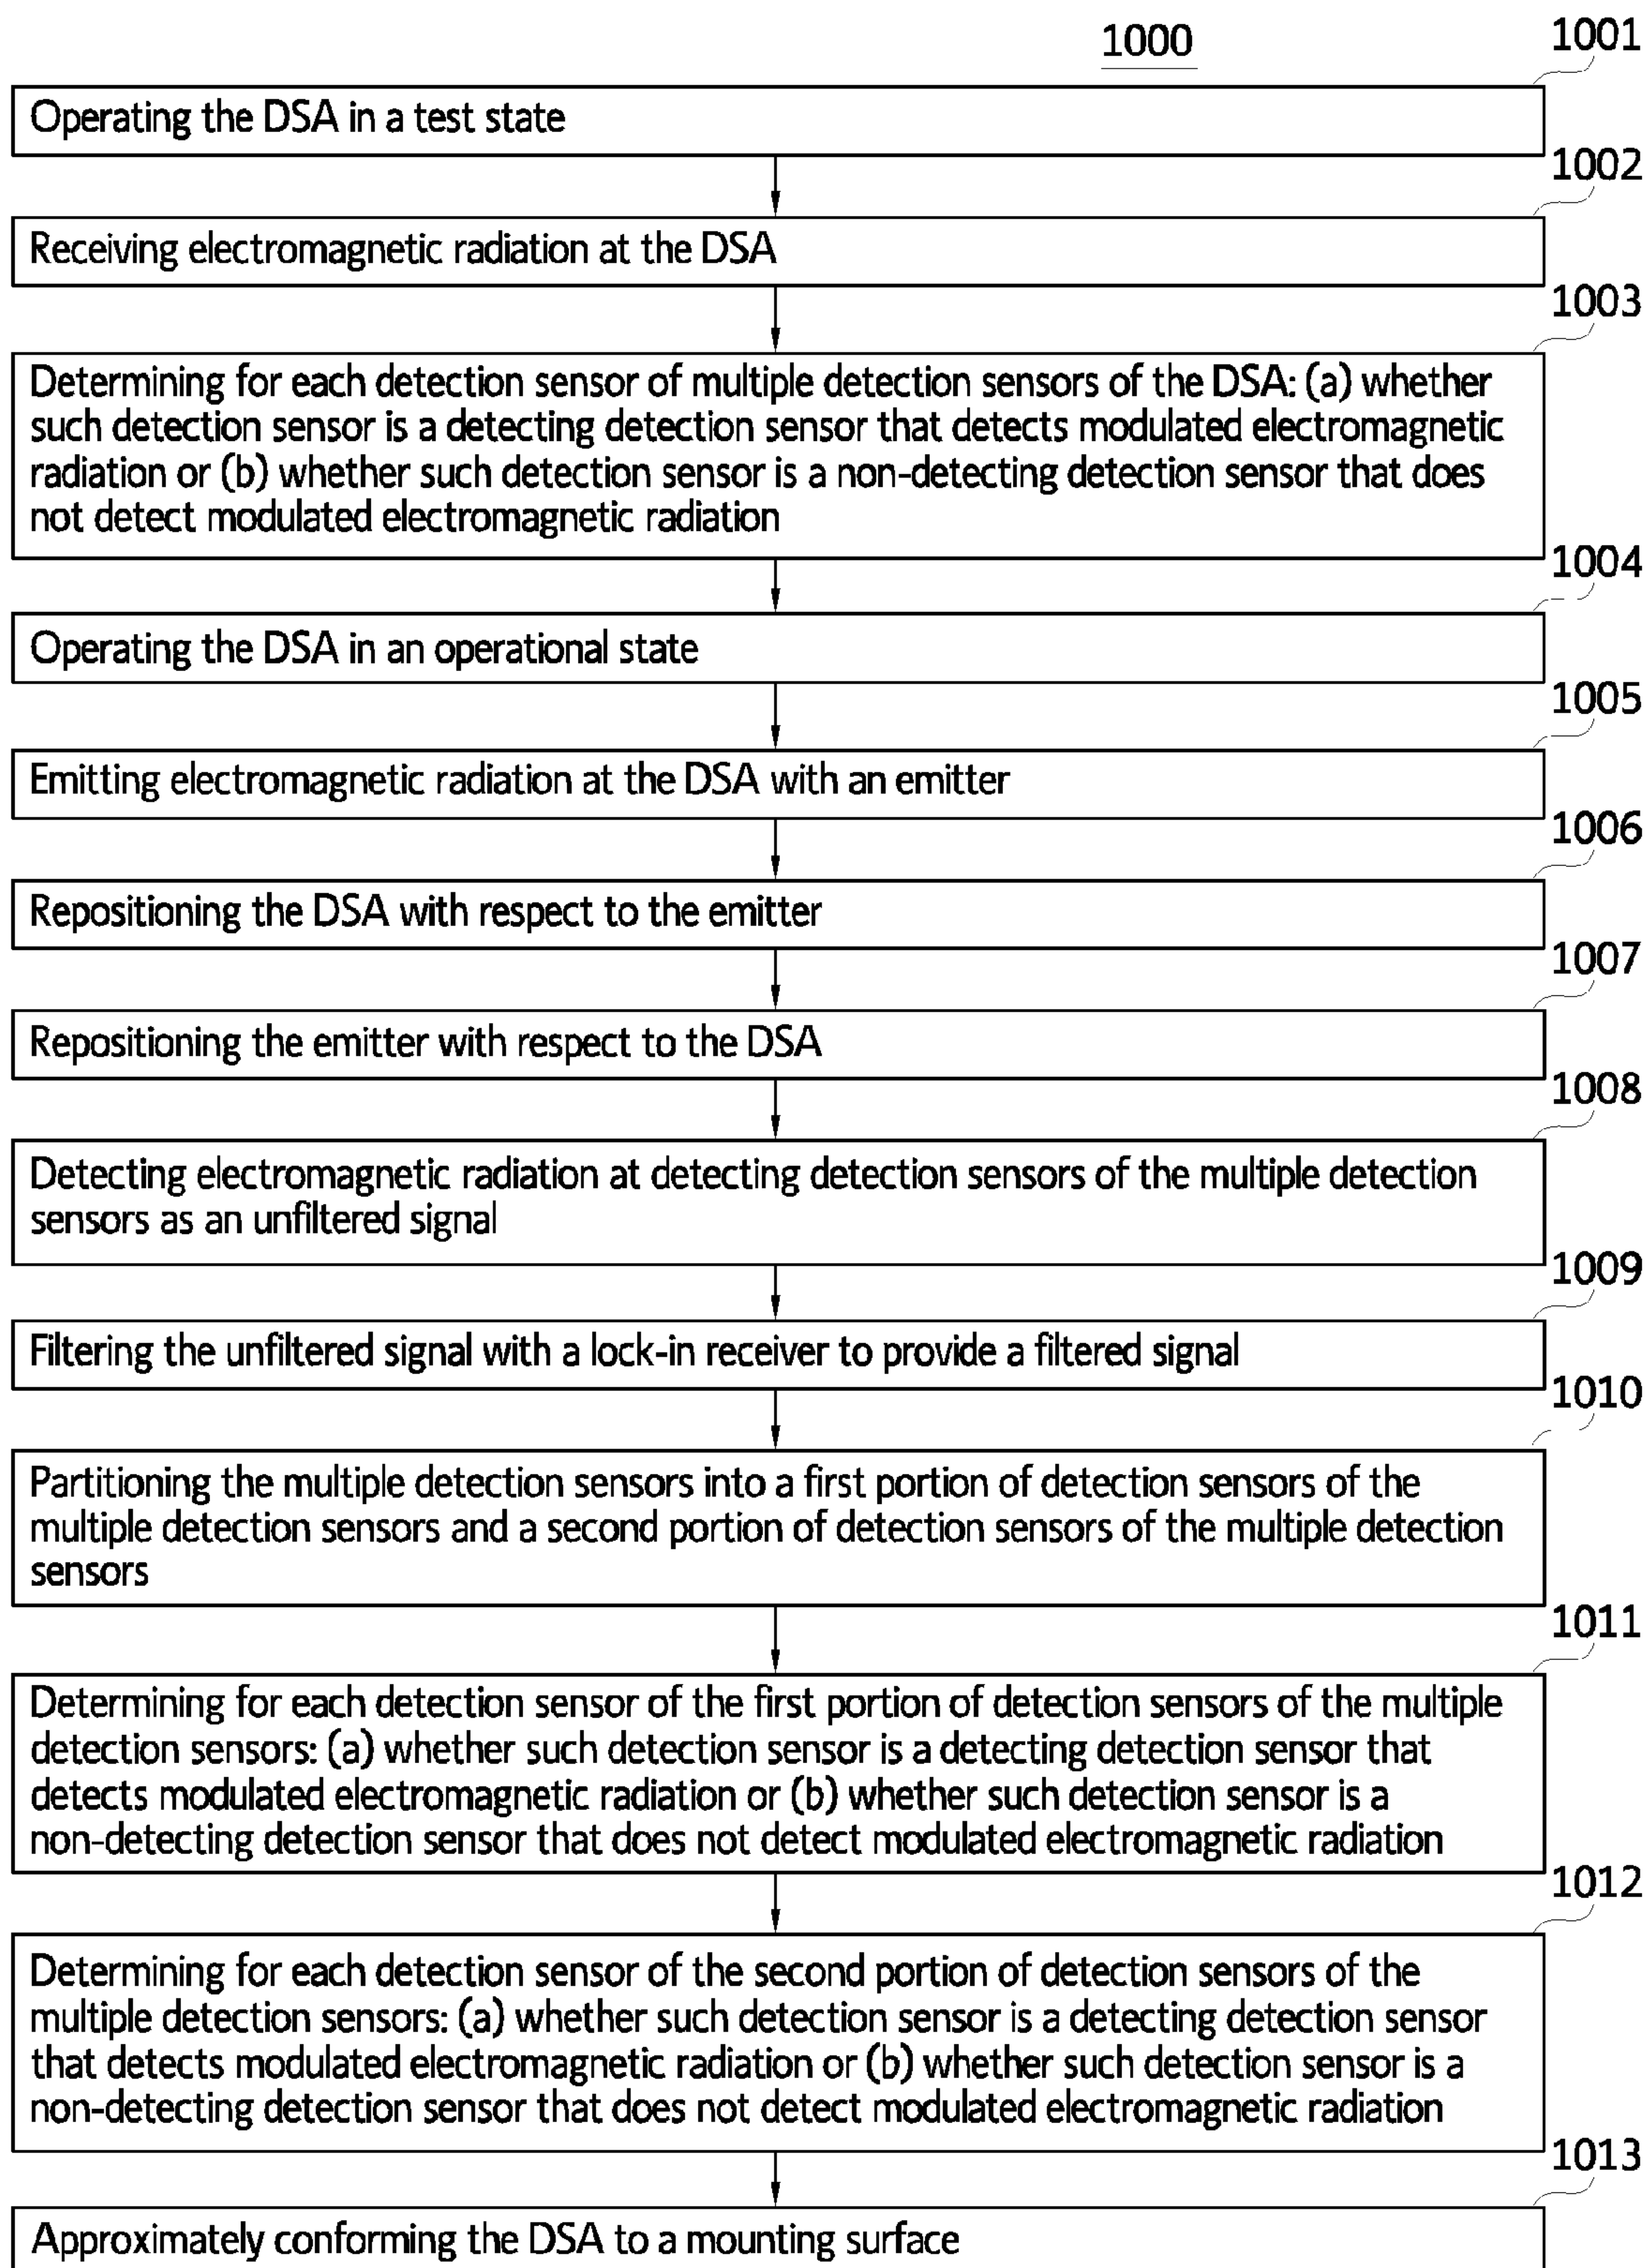 1000
1001
Operating the DSA in a test state
1002
Receiving electromagnetic radiation at the DSA
1003
Determining for each detection sensor of multiple detection sensors of the DSA: (a) whether
such detection sensor is a detecting detection sensor that detects modulated electromagnetic
radiation or (b) whether such detection sensor is a non-detecting detection sensor that does
not detect modulated electromagnetic radiation
1004
Operating the DSA in an operational state
1005
Emitting electromagnetic radiation at the DSA with an emitter
1006
Repositioning the DSA with respect to the emitter
1007
Repositioning the emitter with respect to the DSA
1008
Detecting electromagnetic radiation at detecting detection sensors of the multiple detection
sensors as an unfiltered signal
1009
Filtering the unfiltered signal with a lock-in receiver to provide a filtered signal
1010
Partitioning the multiple detection sensors into a first portion of detection sensors of the
multiple detection sensors and a second portion of detection sensors of the multiple detection
sensors
1011
Determining for each detection sensor of the first portion of detection sensors of the multiple
detection sensors: (a) whether such detection sensor is a detecting detection sensor that
detects modulated electromagnetic radiation or (b) whether such detection sensor is a
non-detecting detection sensor that does not detect modulated electromagnetic radiation
1012
Determining for each detection sensor of the second portion of detection sensors of the
multiple detection sensors: (a) whether such detection sensor is a detecting detection sensor
that detects modulated electromagnetic radiation or (b) whether such detection sensor is a
non-detecting detection sensor that does not detect modulated electromagnetic radiation
1013
Approximately conforming the DSA to a mounting surface